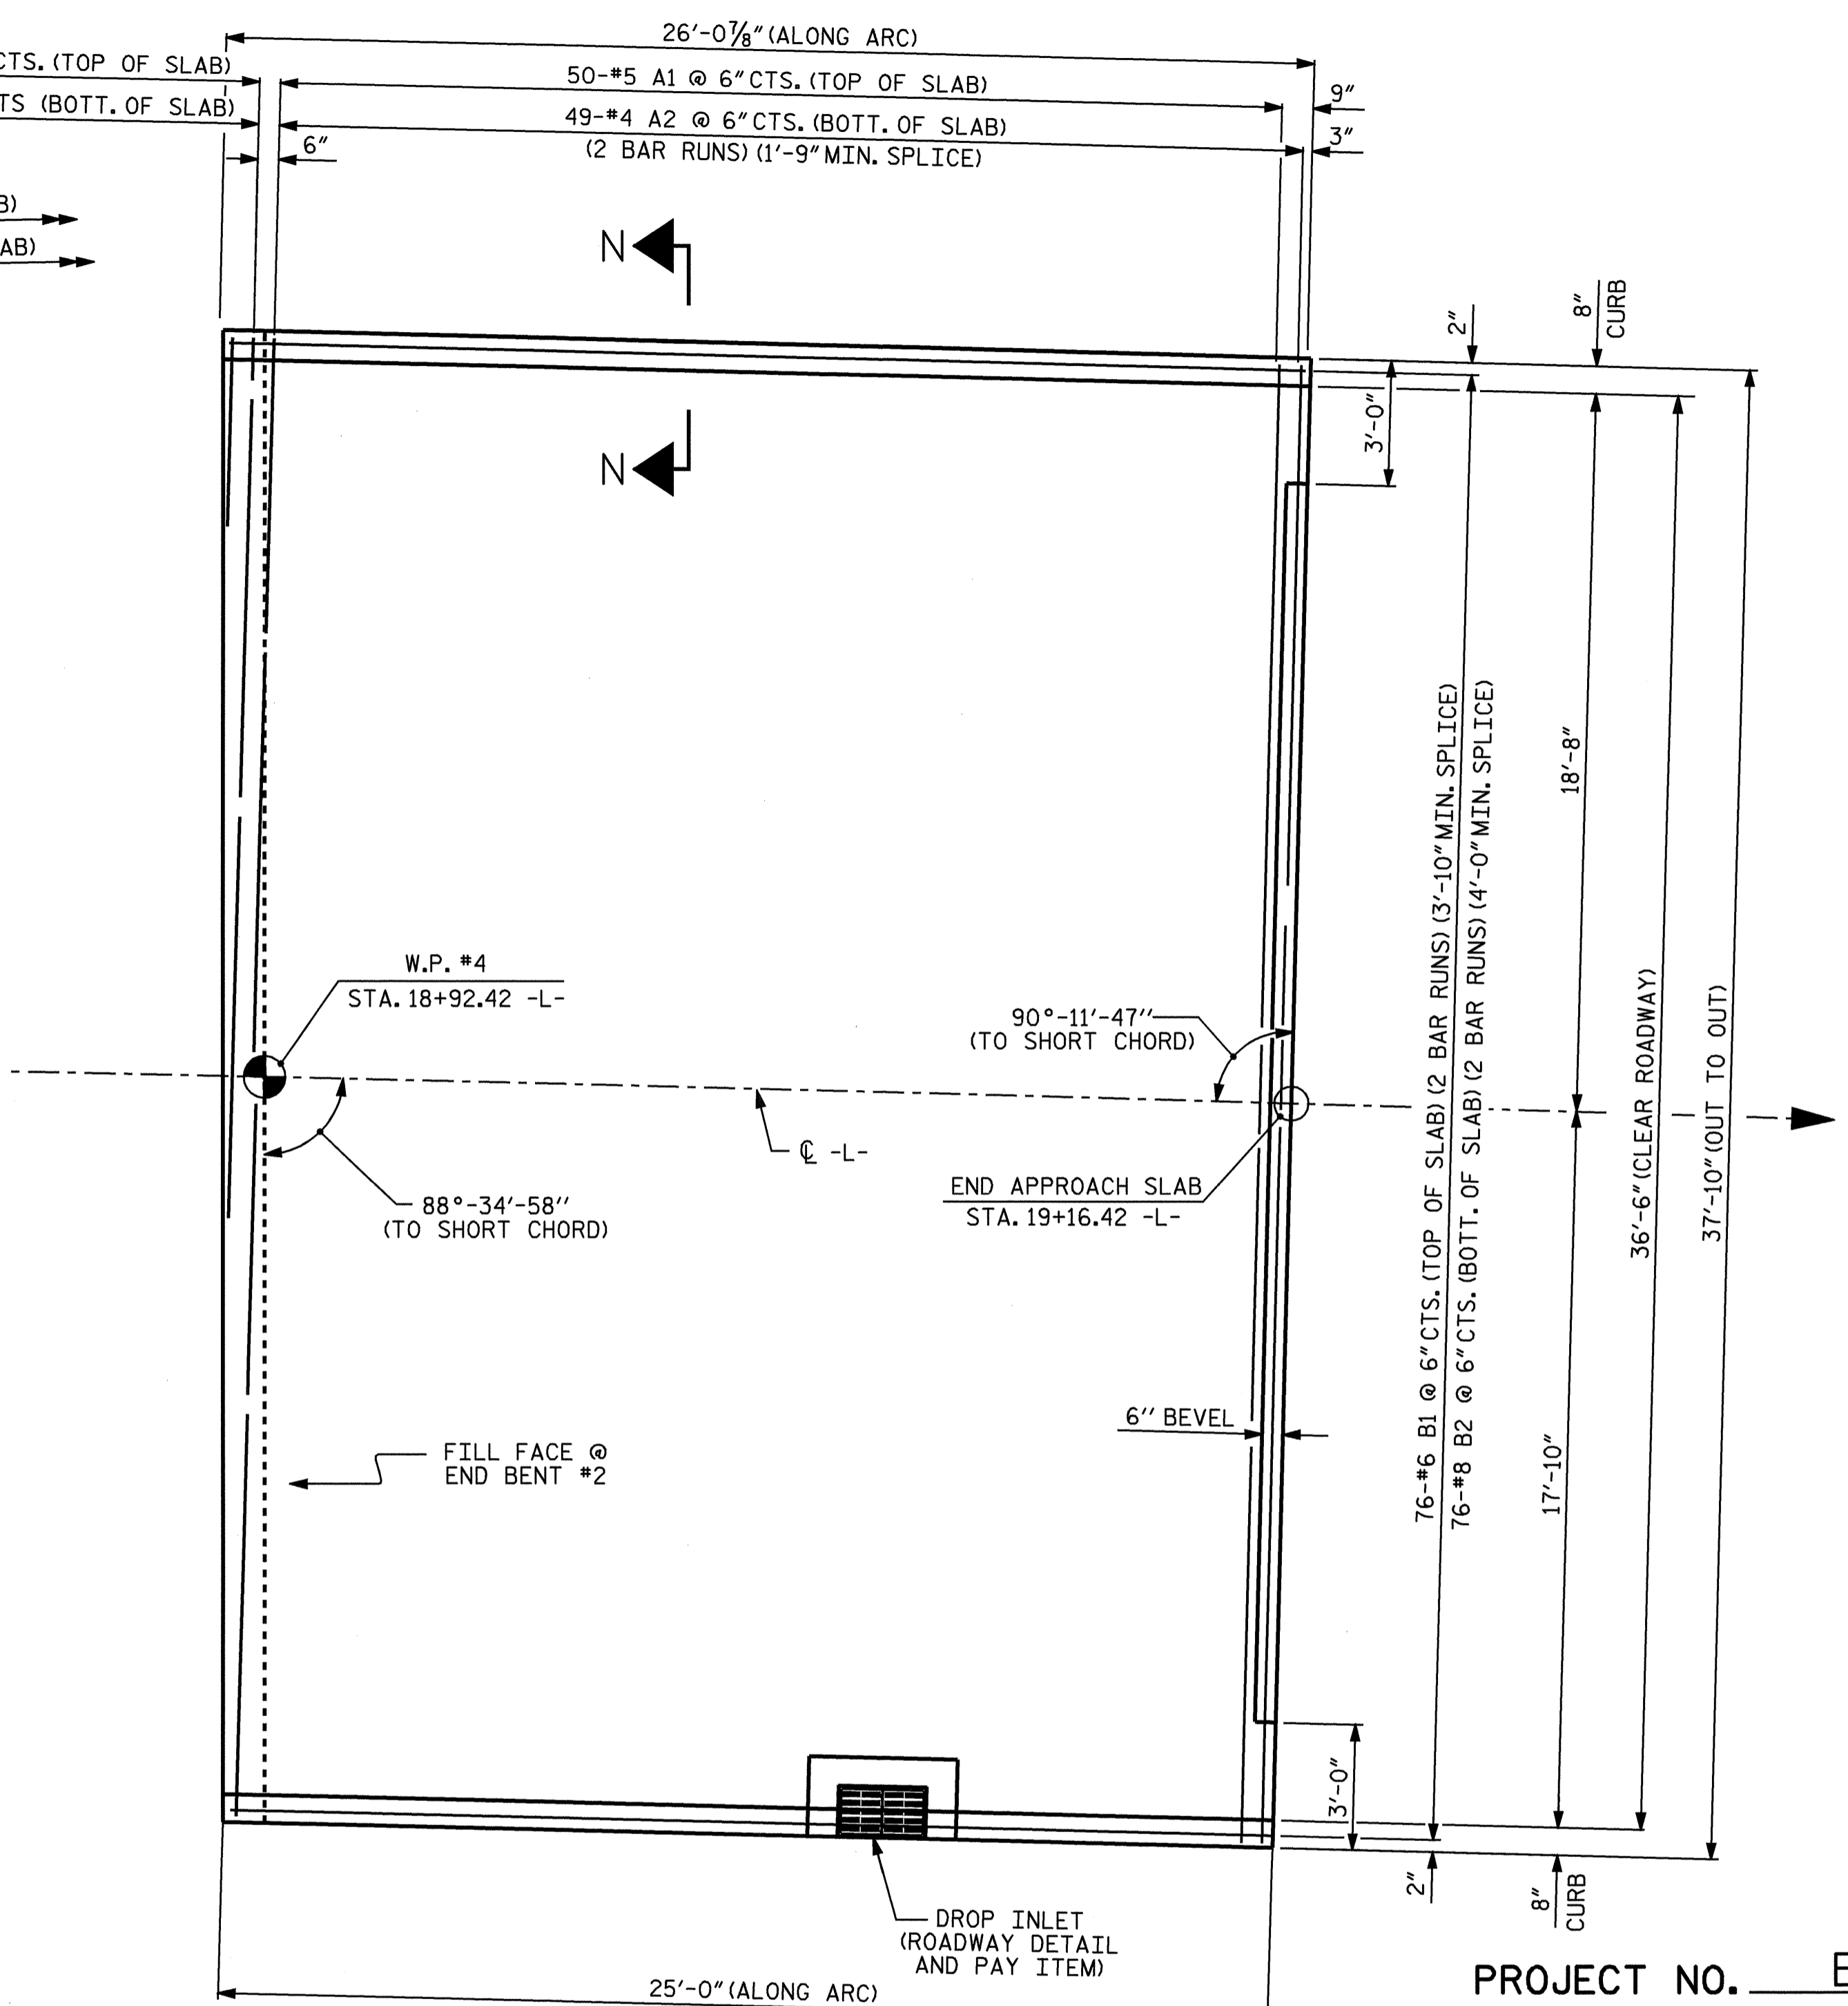 26′-0⅞″(ALONG ARC)
CTS. (TOP OF SLAB)
50-#5 A1 @ 6″CTS. (TOP OF SLAB)
9″
TS (BOTT. OF SLAB)
49-#4 A2 @ 6″CTS. (BOTT. OF SLAB)
3″
6″
(2 BAR RUNS) (1′-9″MIN. SPLICE)
B)
AB)
N
N
2″
8″
CURB
3′-0″
18′-8″
76-#6 B1 @ 6″CTS. (TOP OF SLAB) (2 BAR RUNS) (3′-10″MIN. SPLICE)
76-#8 B2 @ 6″CTS. (BOTT. OF SLAB) (2 BAR RUNS) (4′-0″MIN. SPLICE)
36′-6″(CLEAR ROADWAY)
37′-10″(OUT TO OUT)
W.P. #4
STA. 18+92.42 -L-
90°-11′-47″
(TO SHORT CHORD)
℄ -L-
88°-34′-58″
(TO SHORT CHORD)
END APPROACH SLAB
STA. 19+16.42 -L-
6″ BEVEL
FILL FACE @
END BENT #2
17′-10″
3′-0″
2″
8″
CURB
DROP INLET
(ROADWAY DETAIL
AND PAY ITEM)
25′-0″(ALONG ARC)
PROJECT NO.